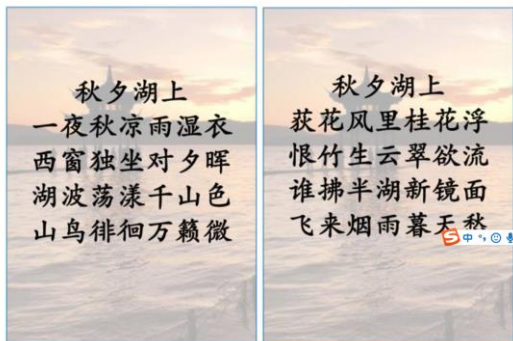 秋夕湖上
一夜秋凉雨湿衣
西窗独坐对夕晖
湖波荡漾千山色
山鸟徘徊万籁微
秋夕湖上
荻花风里桂花浮
恨竹生云翠欲流
谁拂半湖新镜面
飞来烟雨暮天愁
中